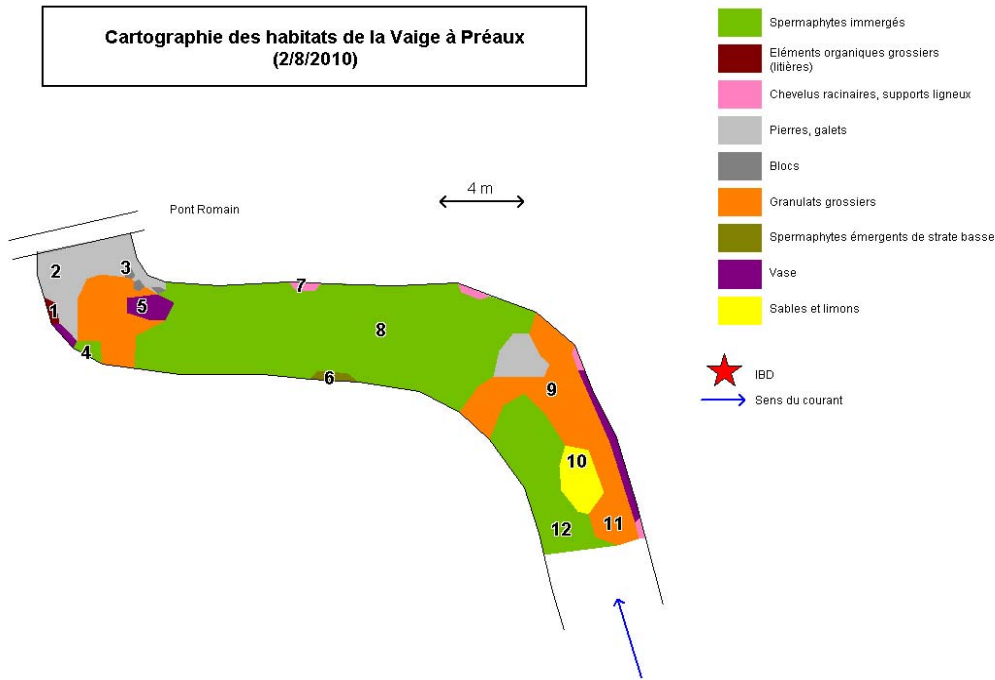 Cartographie des habitats de la Vaige à Préaux
(2/8/2010)
Spermaphytes immergés
Eléments organiques grossiers
(litières)
Chevelus racinaires, supports ligneux
Pierres, galets
Blocs
Granulats grossiers
Spermaphytes émergents de strate basse
Vase
Sables et limons
IBD
Sens du courant
4 m
Pont Romain
2
3
1
5
4
7
8
6
9
10
12
11